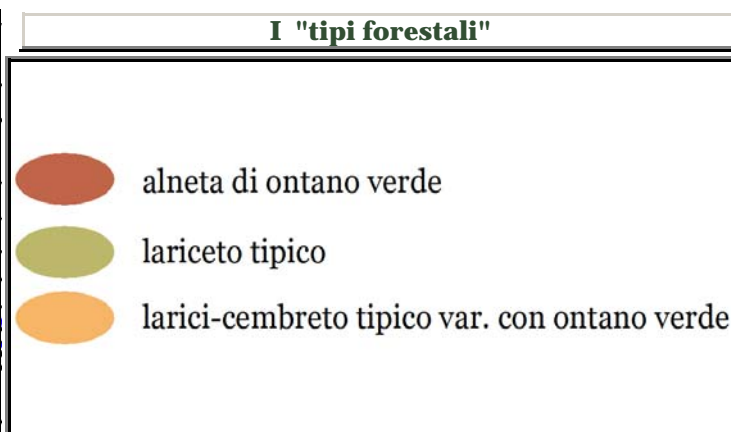 I "tipi forestali"
alneta di ontano verde
lariceto tipico
larici-cembreto tipico var. con ontano verde